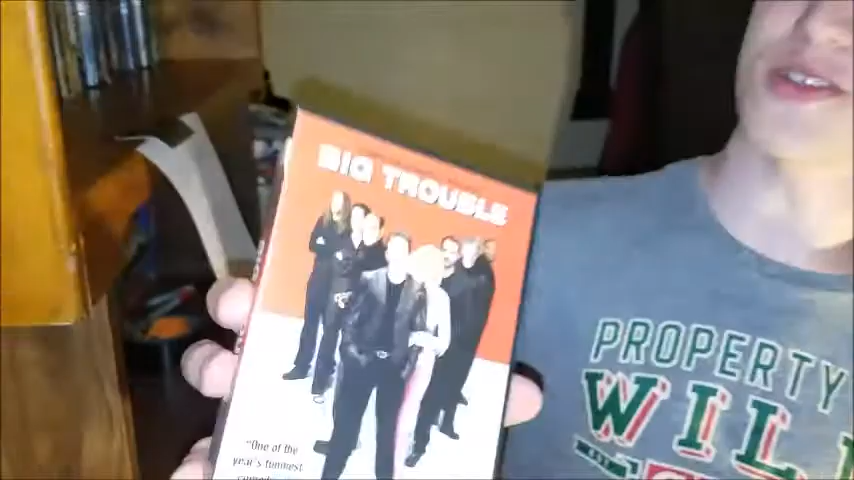 BIG TROUBLE
"One of the
year's funniest
PROPERTY
WIL